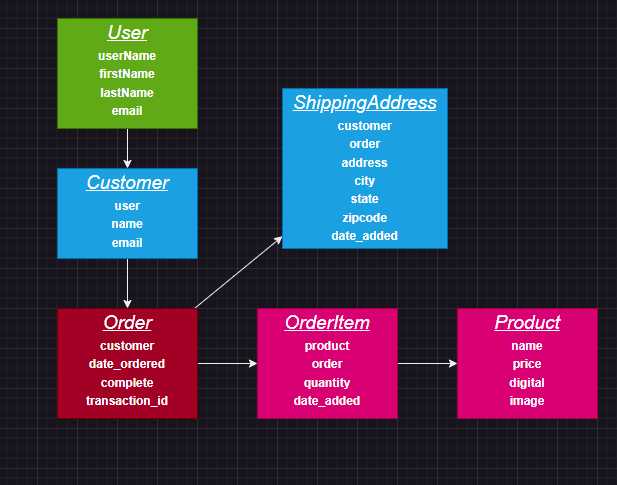 User
userName
firstName
lastName
email
ShippingAddress
customer
order
address
city
state
zipcode
date_added
Customer
user
name
email
Order
customer
date_ordered
complete
transaction_id
OrderItem
product
order
quantity
date_added
Product
name
price
digital
image